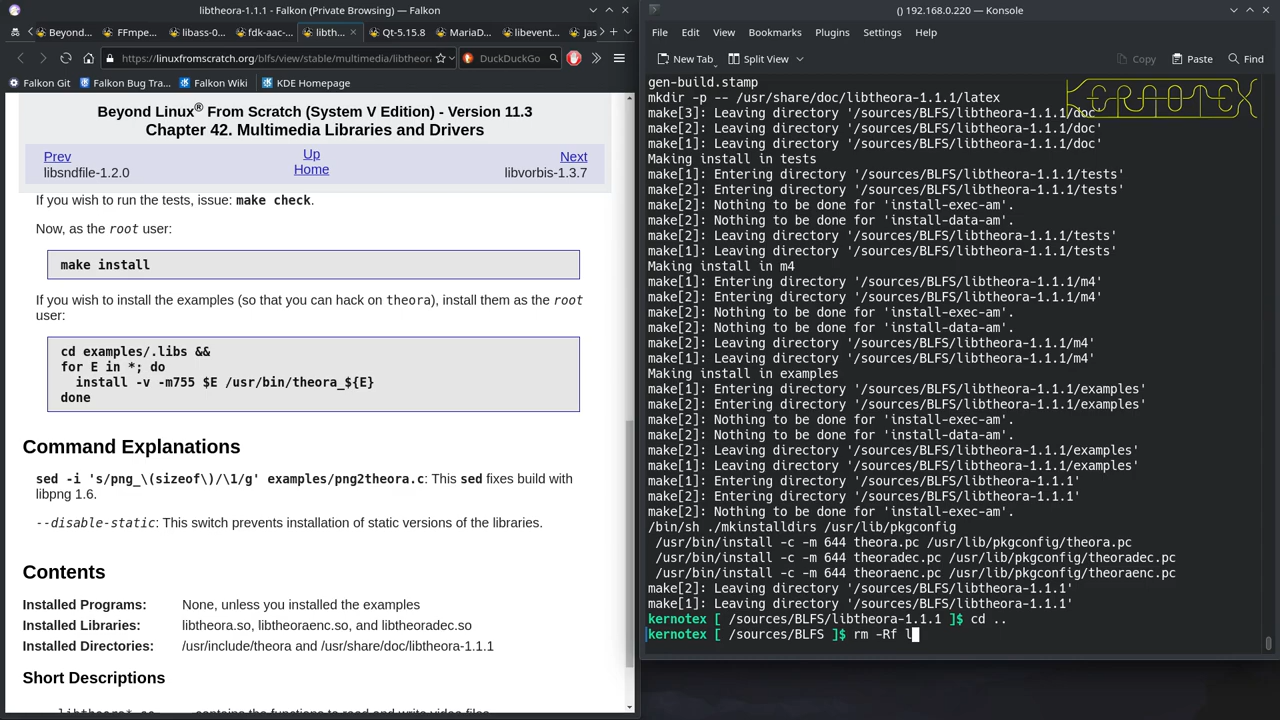 libtheora-1.1.1 - Falkon (Private Browsing) — Falkon
Beyond...
FFmpe...
libass-0...
fdk-aac-...
libth...
Qt-5.15.8
MariaD...
libevent...
Jas
https://linuxfromscratch.org/blfs/view/stable/multimedia/libtheora
DuckDuckGo
Falkon Git
Falkon Bug Tra...
Falkon Wiki
KDE Homepage
Beyond Linux® From Scratch (System V Edition) - Version 11.3
Chapter 42. Multimedia Libraries and Drivers
Prev
Up
Next
libsndfile-1.2.0
Home
libvorbis-1.3.7
If you wish to run the tests, issue: make check.
Now, as the root user:
make install
If you wish to install the examples (so that you can hack on theora), install them as the root
user:
cd examples/.libs &&
for E in *; do
install -v -m755 $E /usr/bin/theora_${E}
done
Command Explanations
sed -i 's/png_\(sizeof\)/\1/g' examples/png2theora.c: This sed fixes build with
libpng 1.6.
--disable-static: This switch prevents installation of static versions of the libraries.
Contents
Installed Programs: None, unless you installed the examples
Installed Libraries: libtheora.so, libtheoraenc.so, and libtheoradec.so
Installed Directories: /usr/include/theora and /usr/share/doc/libtheora-1.1.1
Short Descriptions
libtheora*.so contains the functions to read and write video files
() 192.168.0.220 — Konsole
File Edit View Bookmarks Plugins Settings Help
New Tab Split View Copy Paste Find
KERNOTEX
gen-build.stamp
mkdir -p -- /usr/share/doc/libtheora-1.1.1/latex
make[3]: Leaving directory '/sources/BLFS/libtheora-1.1.1/doc'
make[2]: Leaving directory '/sources/BLFS/libtheora-1.1.1/doc'
make[1]: Leaving directory '/sources/BLFS/libtheora-1.1.1/doc'
Making install in tests
make[1]: Entering directory '/sources/BLFS/libtheora-1.1.1/tests'
make[2]: Entering directory '/sources/BLFS/libtheora-1.1.1/tests'
make[2]: Nothing to be done for 'install-exec-am'.
make[2]: Nothing to be done for 'install-data-am'.
make[2]: Leaving directory '/sources/BLFS/libtheora-1.1.1/tests'
make[1]: Leaving directory '/sources/BLFS/libtheora-1.1.1/tests'
Making install in m4
make[1]: Entering directory '/sources/BLFS/libtheora-1.1.1/m4'
make[2]: Entering directory '/sources/BLFS/libtheora-1.1.1/m4'
make[2]: Nothing to be done for 'install-exec-am'.
make[2]: Nothing to be done for 'install-data-am'.
make[2]: Leaving directory '/sources/BLFS/libtheora-1.1.1/m4'
make[1]: Leaving directory '/sources/BLFS/libtheora-1.1.1/m4'
Making install in examples
make[1]: Entering directory '/sources/BLFS/libtheora-1.1.1/examples'
make[2]: Entering directory '/sources/BLFS/libtheora-1.1.1/examples'
make[2]: Nothing to be done for 'install-exec-am'.
make[2]: Nothing to be done for 'install-data-am'.
make[2]: Leaving directory '/sources/BLFS/libtheora-1.1.1/examples'
make[1]: Leaving directory '/sources/BLFS/libtheora-1.1.1/examples'
make[1]: Entering directory '/sources/BLFS/libtheora-1.1.1'
make[2]: Entering directory '/sources/BLFS/libtheora-1.1.1'
make[2]: Nothing to be done for 'install-exec-am'.
/bin/sh ./mkinstalldirs /usr/lib/pkgconfig
/usr/bin/install -c -m 644 theora.pc /usr/lib/pkgconfig/theora.pc
/usr/bin/install -c -m 644 theoradec.pc /usr/lib/pkgconfig/theoradec.pc
/usr/bin/install -c -m 644 theoraenc.pc /usr/lib/pkgconfig/theoraenc.pc
make[2]: Leaving directory '/sources/BLFS/libtheora-1.1.1'
make[1]: Leaving directory '/sources/BLFS/libtheora-1.1.1'
kernotex [ /sources/BLFS/libtheora-1.1.1 ]$ cd ..
kernotex [ /sources/BLFS ]$ rm -Rf l